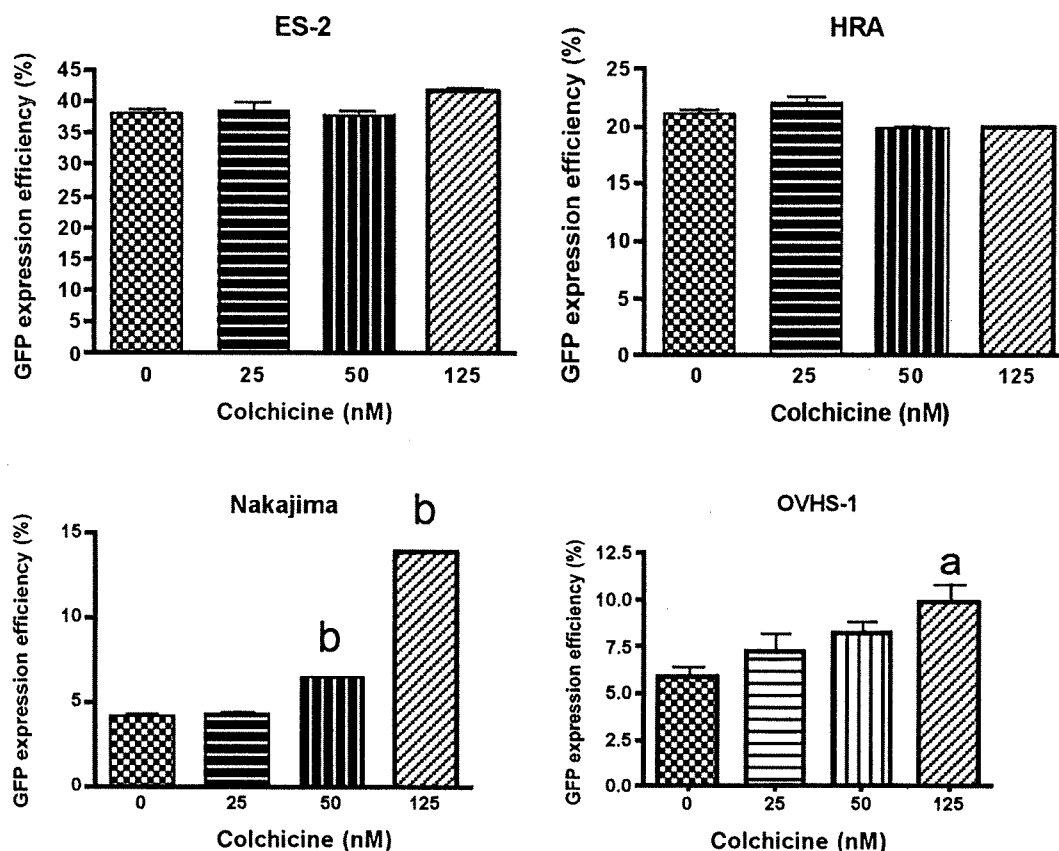 ES-2
GFP expression efficiency (%)
45
40
35
30
25
20
15
10
5
0
0 25 50 125
Colchicine (nM)
HRA
GFP expression efficiency (%)
25
20
15
10
5
0
0 25 50 125
Colchicine (nM)
Nakajima
GFP expression efficiency (%)
15
10
5
0
b
b
0 25 50 125
Colchicine (nM)
OVHS-1
GFP expression efficiency (%)
12.5
10.0
7.5
5.0
2.5
0.0
a
0 25 50 125
Colchicine (nM)